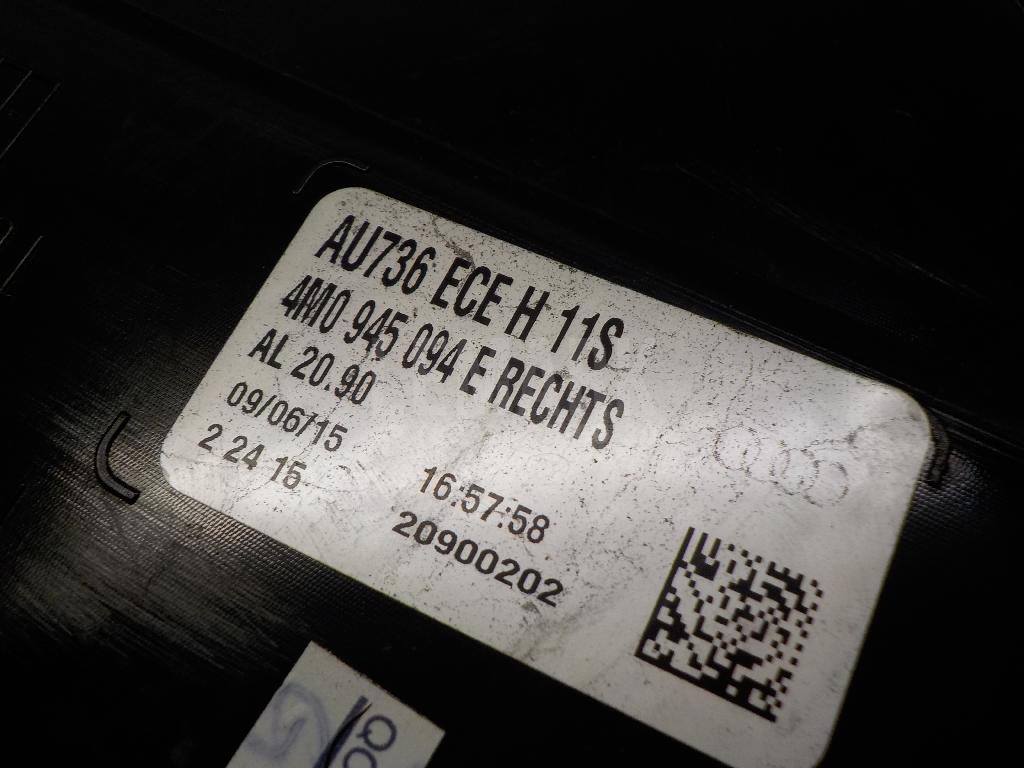 AU736 ECE H 11S
4M0 945 094 E RECHTS
AL 20.90
09/06/15 16:57:58
2 24 15 20900202